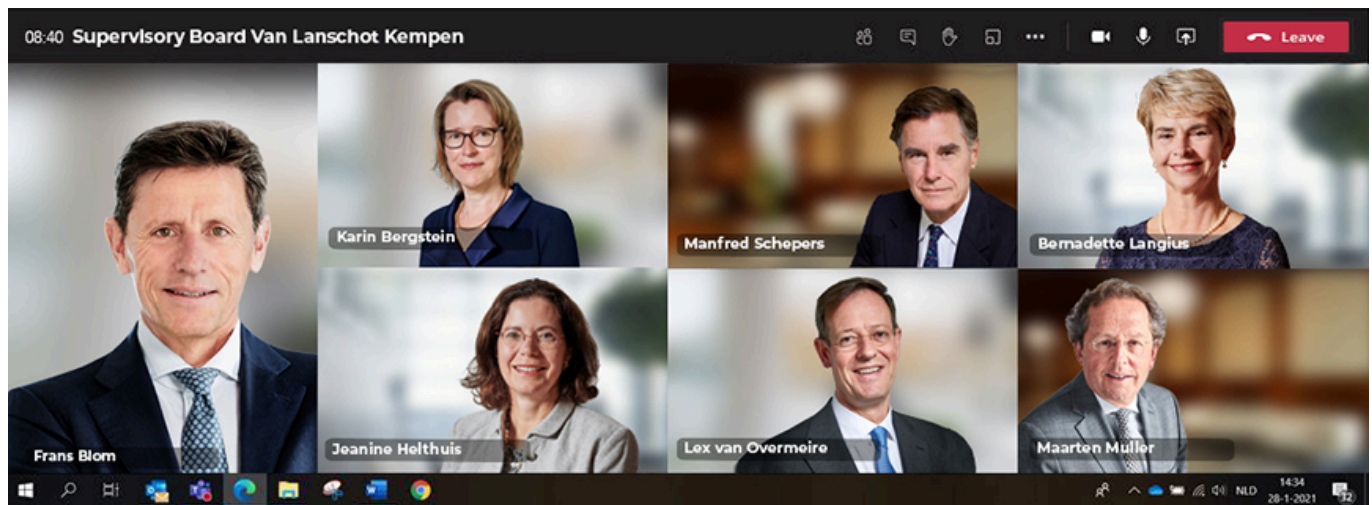 08:40 Supervisory Board Van Lanschot Kempen
Leave
Karin Bergstein
Manfred Schepers
Bernadette Langius
Frans Blom
Jeanine Helthuis
Lex van Overmeire
Maarten Muller
NLD
14:34
28-1-2021
32